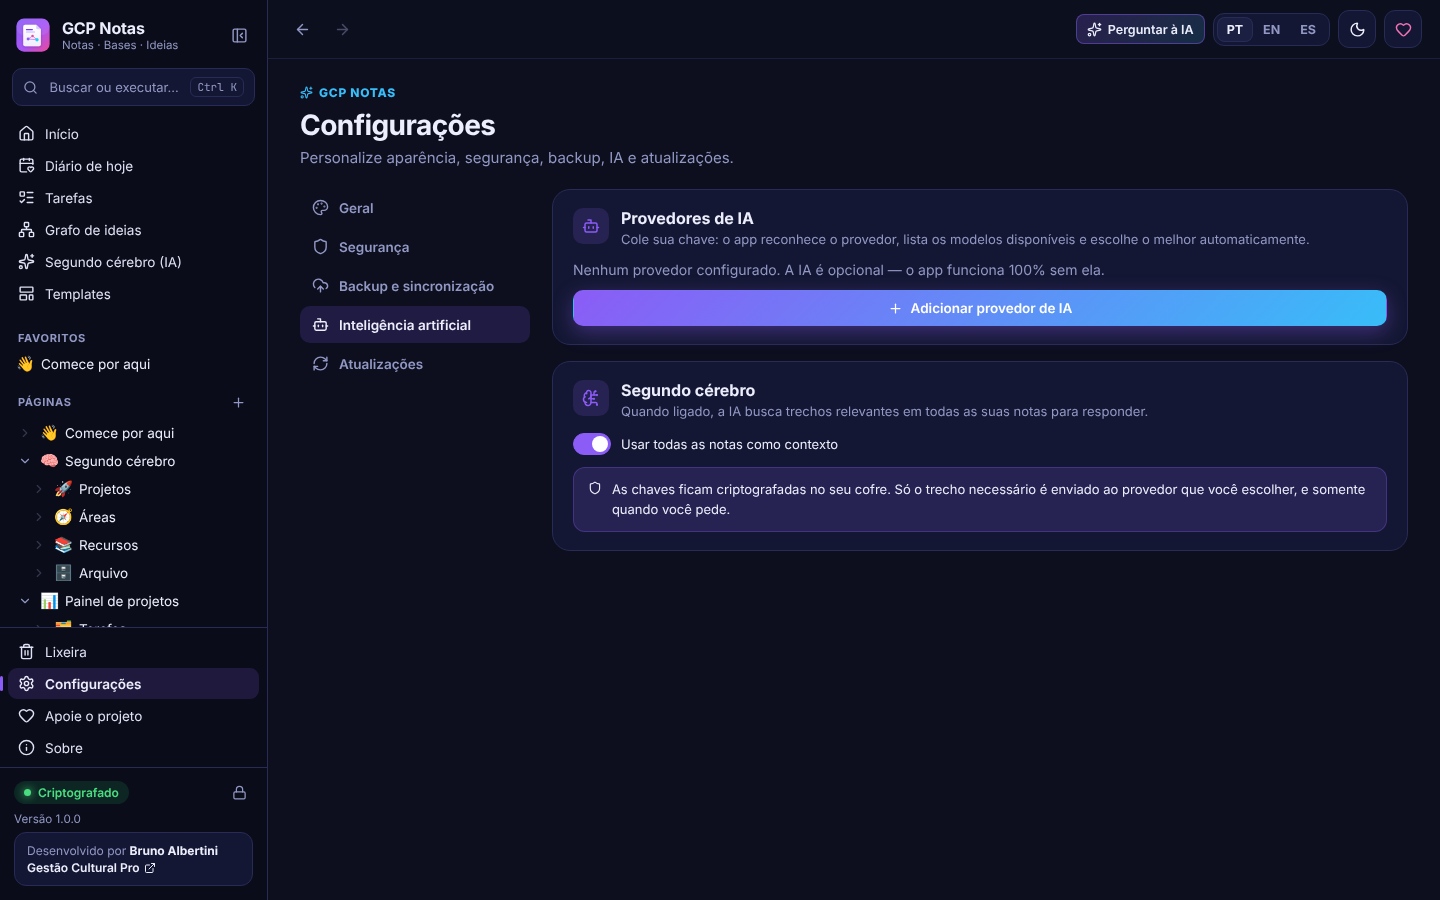 GCP Notas
Notas · Bases · Ideias
Buscar ou executar... Ctrl K
Início
Diário de hoje
Tarefas
Grafo de ideias
Segundo cérebro (IA)
Templates
FAVORITOS
Comece por aqui
PÁGINAS
Comece por aqui
Segundo cérebro
Projetos
Áreas
Recursos
Arquivo
Painel de projetos
Lixeira
Configurações
Apoie o projeto
Sobre
Criptografado
Versão 1.0.0
Desenvolvido por Bruno Albertini
Gestão Cultural Pro
Perguntar à IA
PT EN ES
GCP NOTAS
Configurações
Personalize aparência, segurança, backup, IA e atualizações.
Geral
Segurança
Backup e sincronização
Inteligência artificial
Atualizações
Provedores de IA
Cole sua chave: o app reconhece o provedor, lista os modelos disponíveis e escolhe o melhor automaticamente.
Nenhum provedor configurado. A IA é opcional — o app funciona 100% sem ela.
Adicionar provedor de IA
Segundo cérebro
Quando ligado, a IA busca trechos relevantes em todas as suas notas para responder.
Usar todas as notas como contexto
As chaves ficam criptografadas no seu cofre. Só o trecho necessário é enviado ao provedor que você escolher, e somente
quando você pede.